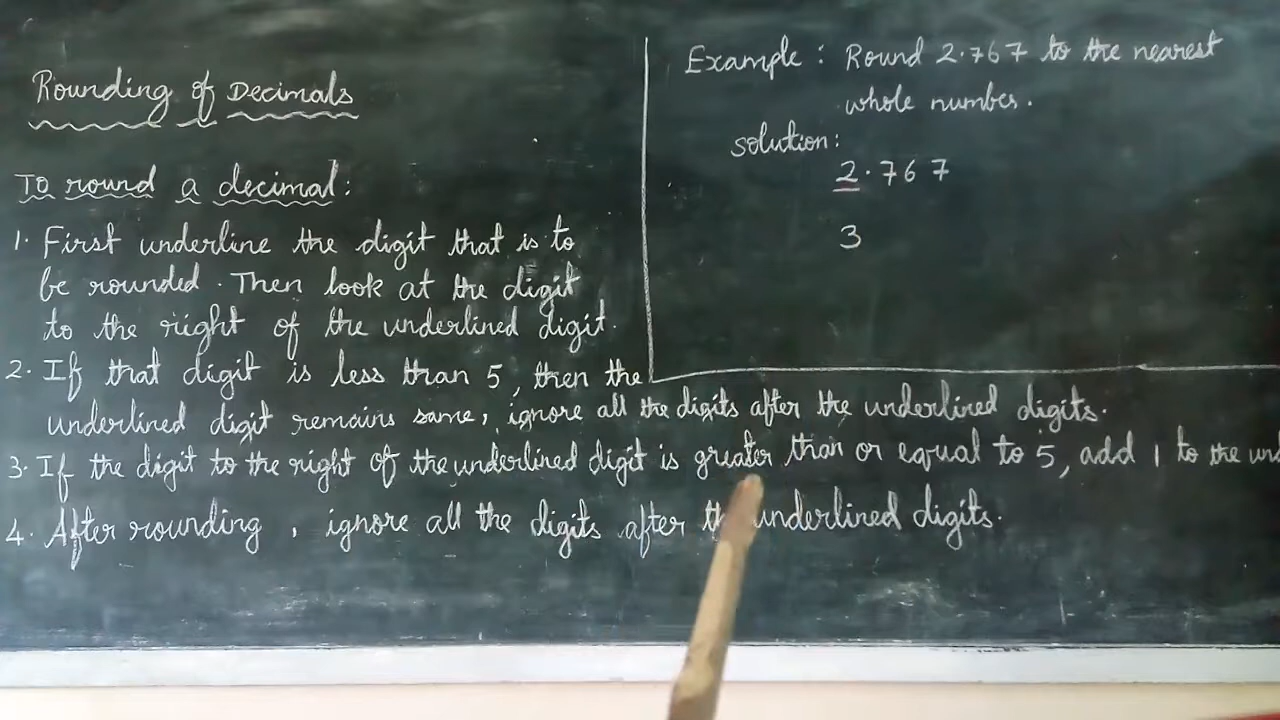 Rounding of Decimals
To round a decimal:
1. First underline the digit that is to
be rounded. Then look at the digit
to the right of the underlined digit.
2. If that digit is less than 5, then the
underlined digit remains same, ignore all the digits after the underlined digits.
3. If the digit to the right of the underlined digit is greater than or equal to 5, add 1 to the
4. After rounding, ignore all the digits after underlined digits.
Example: Round 2.767 to the nearest
whole number.
solution:
2.767
3